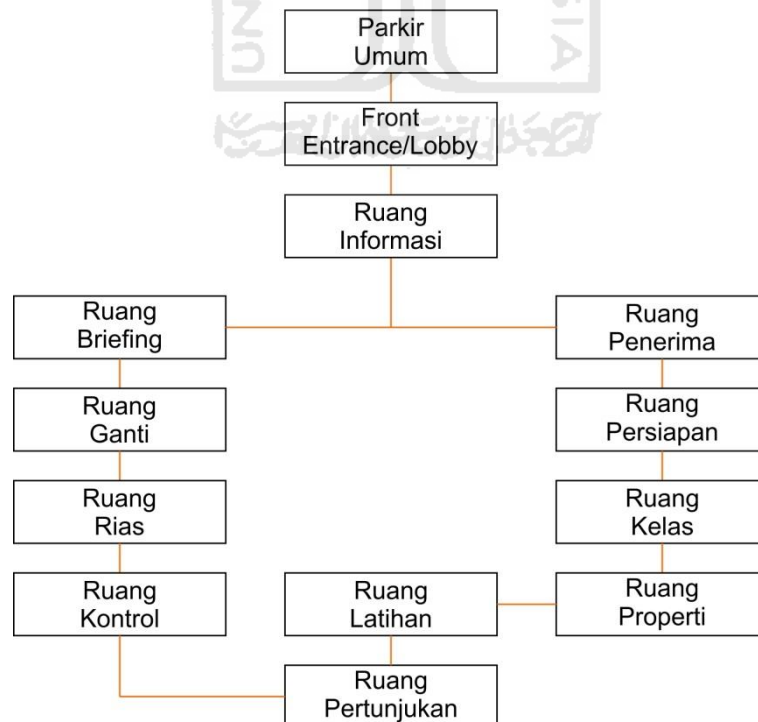 Parkir
Umum
Front
Entrance/Lobby
Ruang
Informasi
Ruang
Briefing
Ruang
Penerima
Ruang
Ganti
Ruang
Persiapan
Ruang
Rias
Ruang
Kelas
Ruang
Kontrol
Ruang
Latihan
Ruang
Properti
Ruang
Pertunjukan